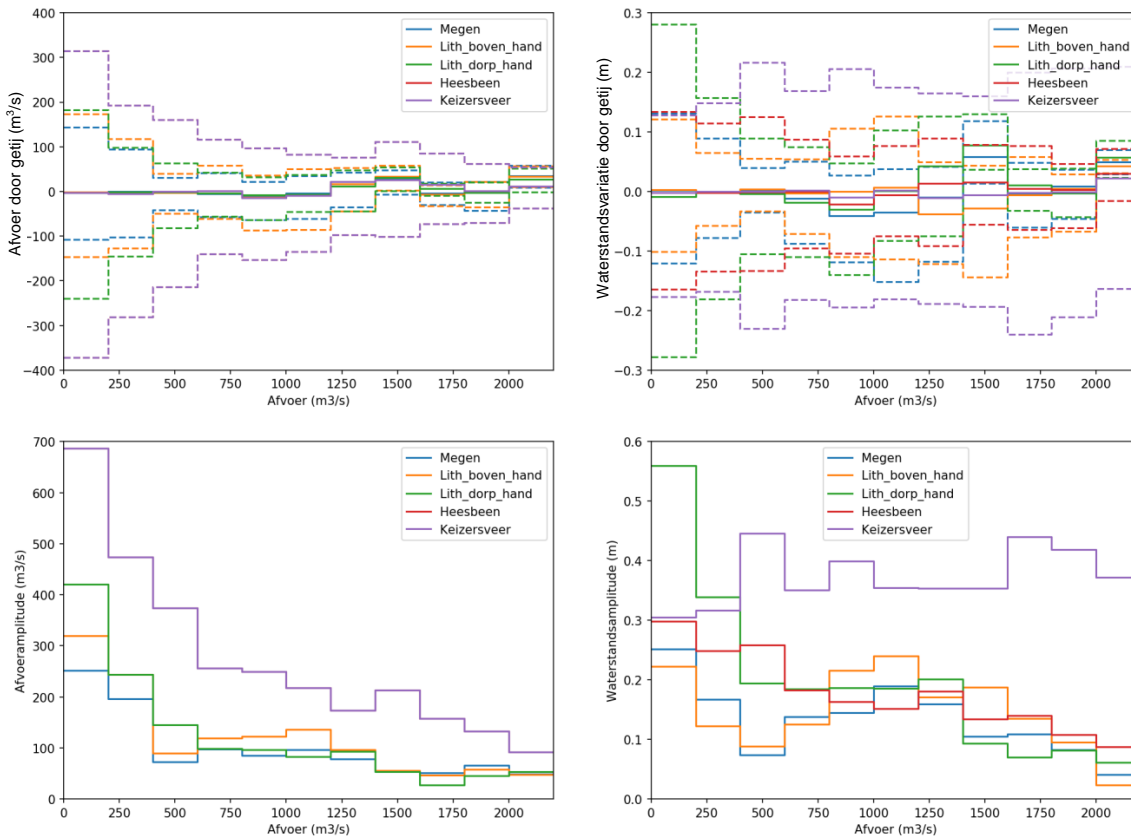 400
300
200
100
0
−100
−200
−300
−400
Afvoer door getij (m³/s)
Megen
Lith_boven_hand
Lith_dorp_hand
Heesbeen
Keizersveer
0 250 500 750 1000 1250 1500 1750 2000
Afvoer (m3/s)
0.3
0.2
0.1
0.0
−0.1
−0.2
−0.3
Waterstandsvariatie door getij (m)
Megen
Lith_boven_hand
Lith_dorp_hand
Heesbeen
Keizersveer
0 250 500 750 1000 1250 1500 1750 2000
Afvoer (m3/s)
700
600
500
400
300
200
100
0
Afvoeramplitude (m3/s)
Megen
Lith_boven_hand
Lith_dorp_hand
Heesbeen
Keizersveer
0 250 500 750 1000 1250 1500 1750 2000
Afvoer (m3/s)
0.6
0.5
0.4
0.3
0.2
0.1
0.0
Waterstandsamplitude (m)
Megen
Lith_boven_hand
Lith_dorp_hand
Heesbeen
Keizersveer
0 250 500 750 1000 1250 1500 1750 2000
Afvoer (m3/s)